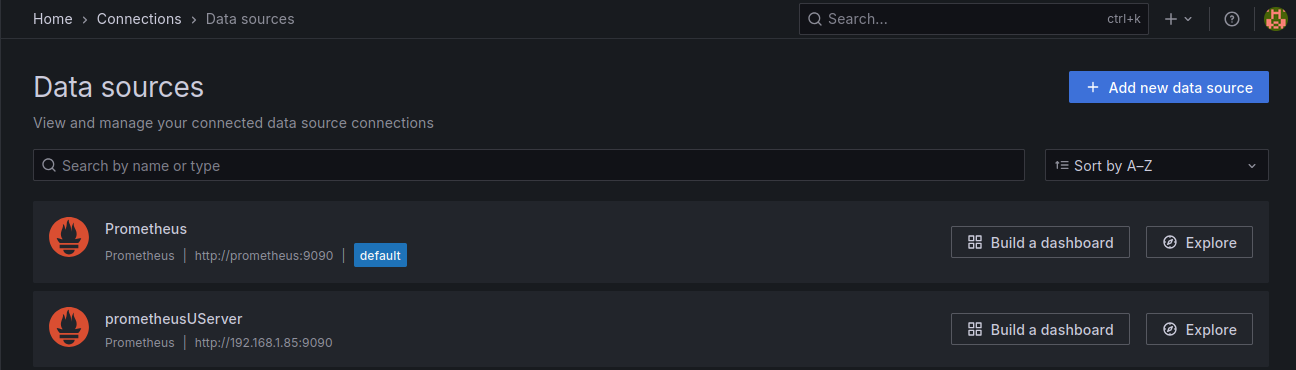 Home › Connections › Data sources
Search... ctrl+k
Data sources
Add new data source
View and manage your connected data source connections
Search by name or type
Sort by A–Z
Prometheus
Prometheus | http://prometheus:9090 | default
Build a dashboard
Explore
prometheusUServer
Prometheus | http://192.168.1.85:9090
Build a dashboard
Explore